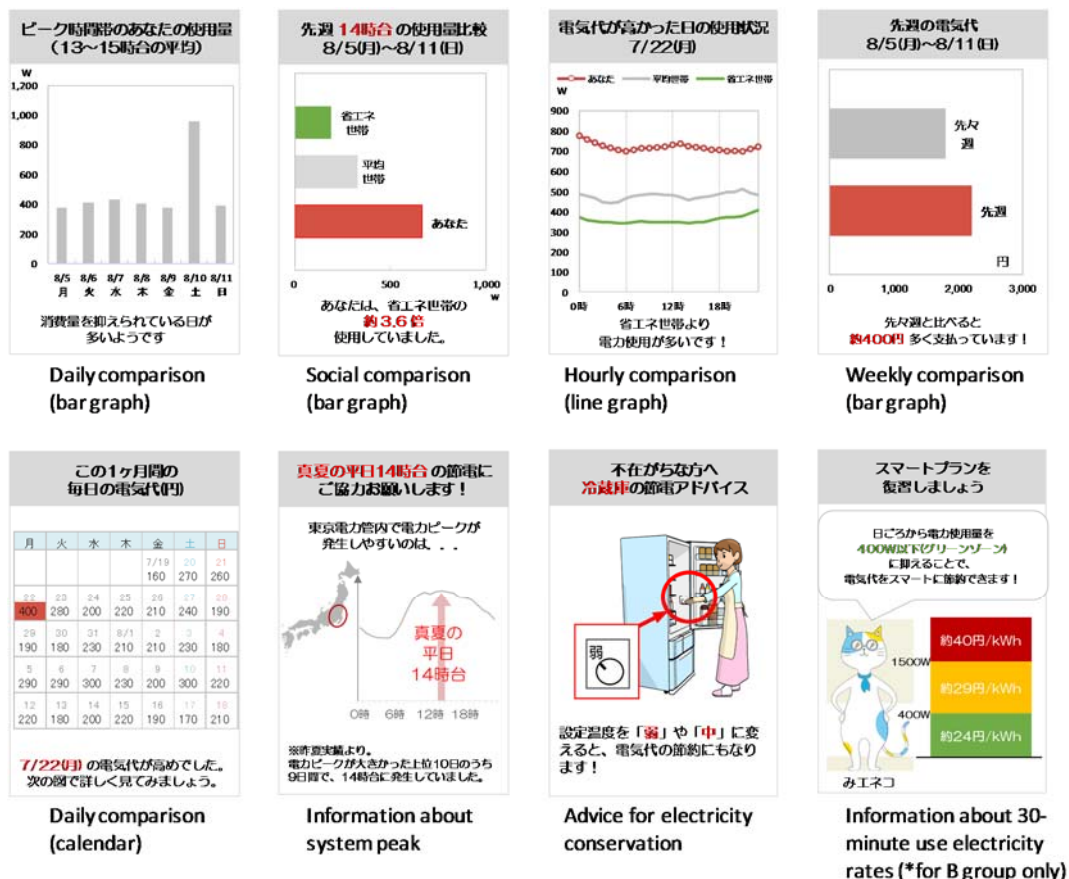 ピーク時間帯のあなたの使用量
(13～15時台の平均)
W
1,200
1,000
800
600
400
200
0
8/5 8/6 8/7 8/8 8/9 8/10 8/11
月 火 水 木 金 土 日
消費量を抑えられている日が
多いようです
Daily comparison
(bar graph)
先週 14時台 の使用量比較
8/5(月)～8/11(日)
省エネ
世帯
平均
世帯
あなた
0 500 1,000
W
あなたは、省エネ世帯の
約3.6倍
使用していました。
Social comparison
(bar graph)
電気代が高かった日の使用状況
7/22(月)
あなた 平均世帯 省エネ世帯
W
900
800
700
600
500
400
300
200
100
0
0時 6時 12時 18時
省エネ世帯より
電力使用が多いです！
Hourly comparison
(line graph)
先週の電気代
8/5(月)～8/11(日)
先々
週
先週
円
0 1,000 2,000 3,000
先々週と比べると
約400円 多く支払っています！
Weekly comparison
(bar graph)
この1ヶ月間の
毎日の電気代(円)
月 火 水 木 金 土 日
7/19 20 21
160 270 260
22 23 24 25 26 27 28
400 280 200 220 210 240 190
29 30 31 8/1 2 3 4
190 180 230 210 210 230 180
5 6 7 8 9 10 11
290 290 300 230 200 300 220
12 13 14 15 16 17 18
220 180 200 220 190 170 210
7/22(月) の電気代が高めでした。
次の図で詳しく見てみましょう。
Daily comparison
(calendar)
真夏の平日14時台 の節電に
ご協力お願いします！
東京電力管内で電力ピークが
発生しやすいのは．．．
真夏の
平日
14時台
0時 6時 12時 18時
※昨夏実績より。
電力ピークが大きかった上位10日のうち
9日間で、14時台に発生していました。
Information about
system peak
不在がちな方へ
冷蔵庫の節電アドバイス
弱
設定温度を「弱」や「中」に変
えると、電気代の節約にもなり
ます！
Advice for electricity
conservation
スマートプランを
復習しましょう
日ごろから電力使用量を
400W以下(グリーンゾーン)
に抑えることで、
電気代をスマートに節約できます！
約40円/kWh
1500W
約29円/kWh
400W
約24円/kWh
みエネコ
Information about 30-
minute use electricity
rates (*for B group only)